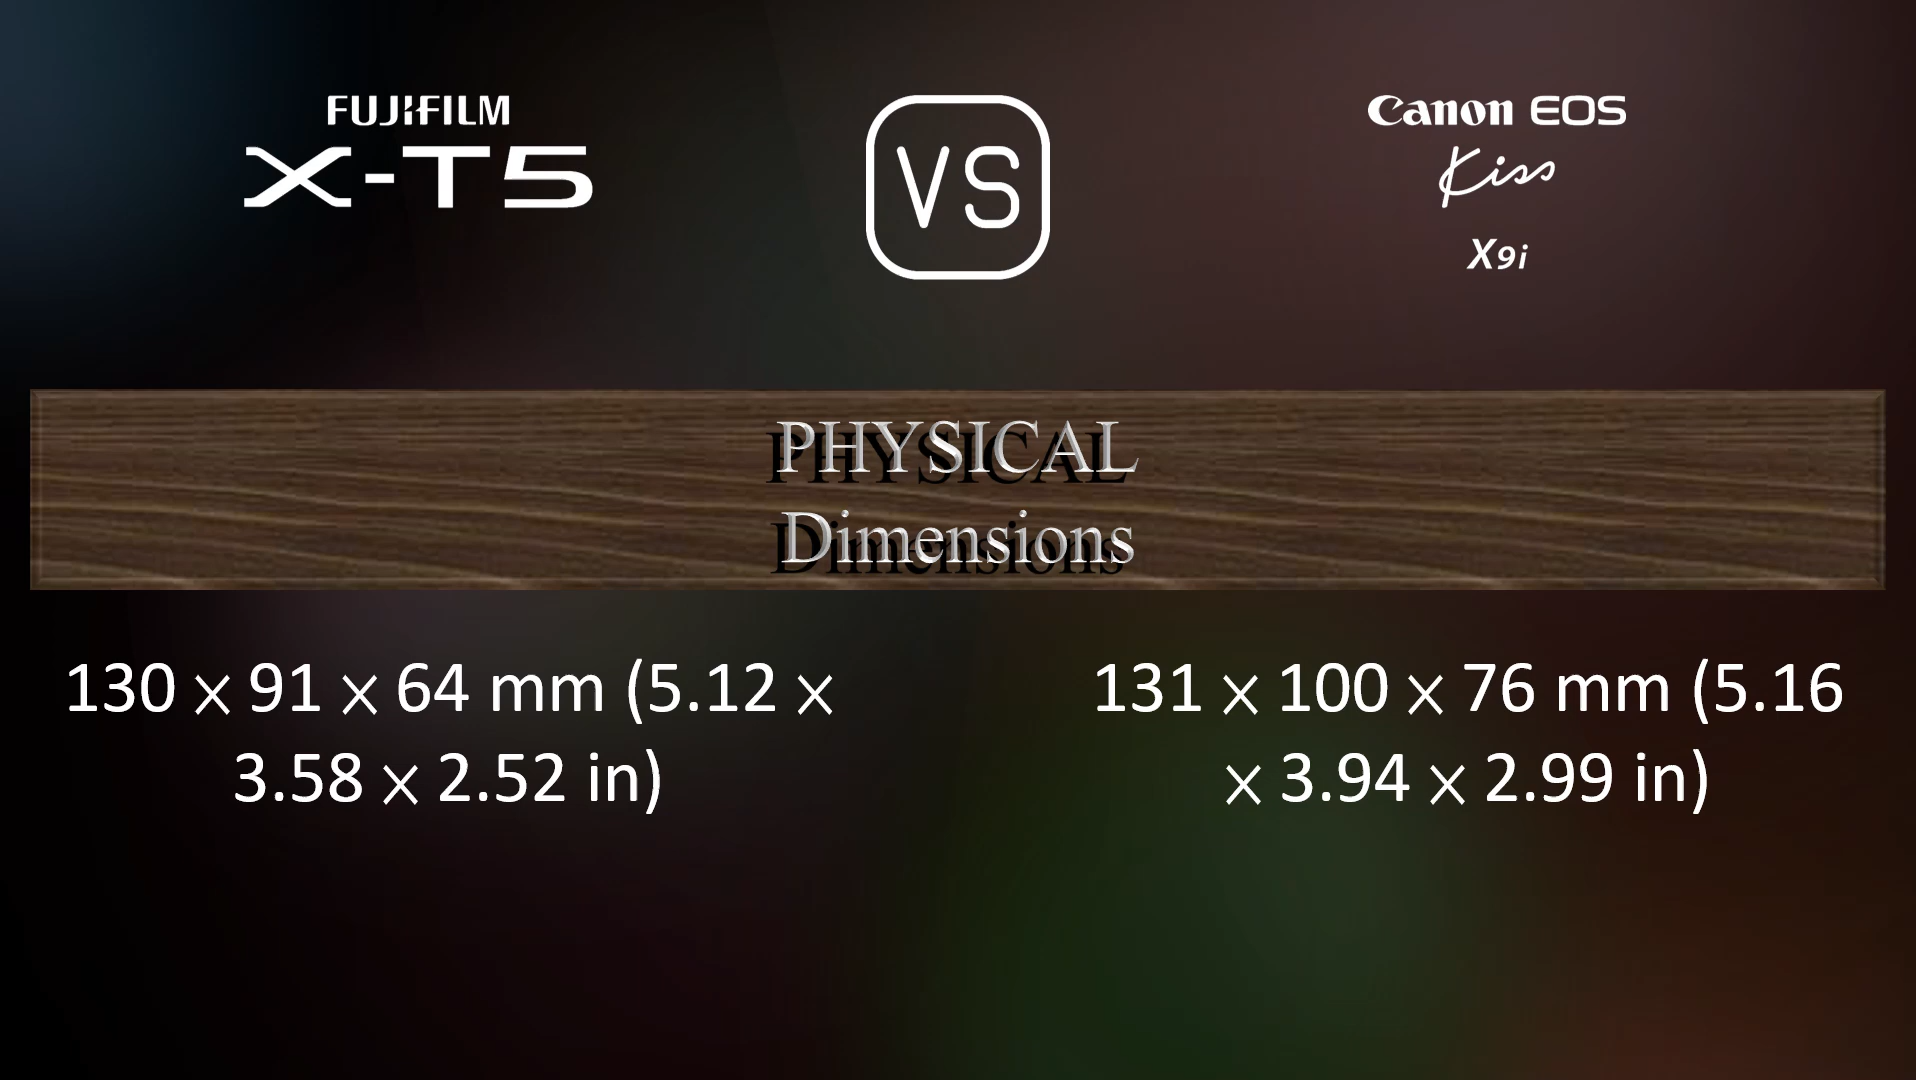 FUJIFILM
X-T5
VS
Canon EOS
Kiss
X9i
PHYSICAL
Dimensions
130 x 91 x 64 mm (5.12 x
3.58 x 2.52 in)
131 x 100 x 76 mm (5.16
x 3.94 x 2.99 in)